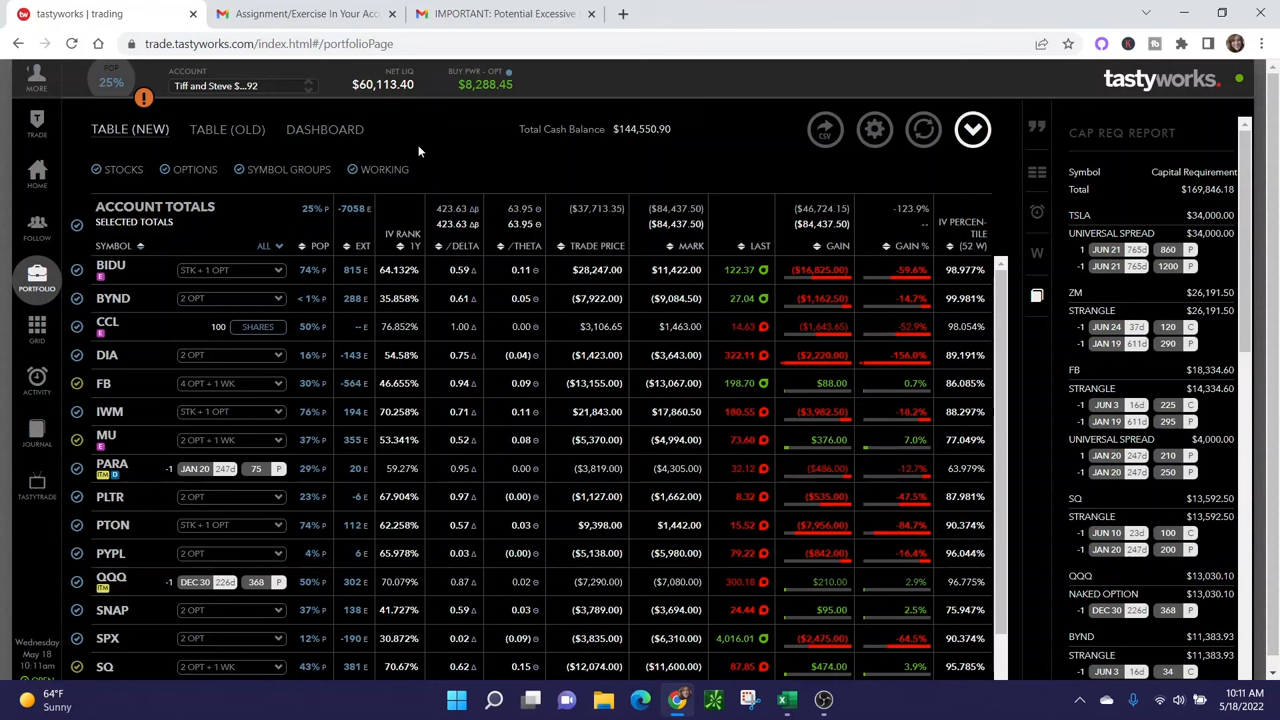 tastyworks | trading
Assignment/Exercise In Your Acc
IMPORTANT: Potential Excessive
trade.tastyworks.com/index.html#/portfolioPage
MORE
POP
25%
ACCOUNT
Tiff and Steve $...92
NET LIQ
$60,113.40
BUY PWR - OPT
$8,288.45
tastyworks.
TRADE
HOME
FOLLOW
PORTFOLIO
GRID
ACTIVITY
JOURNAL
TASTYTRADE
TABLE (NEW) TABLE (OLD) DASHBOARD
Total Cash Balance $144,550.90
CSV
STOCKS OPTIONS SYMBOL GROUPS WORKING
ACCOUNT TOTALS 25% P -7058 E 423.63 ΔB 63.95 Θ ($37,713.35) ($84,437.50) ($46,724.15) -123.9%
SELECTED TOTALS 423.63 63.95 Θ ($84,437.50) ($84,437.50) --
SYMBOL ALL POP EXT IV RANK 1Y /DELTA /THETA TRADE PRICE MARK LAST GAIN GAIN % IV PERCEN-TILE (52 W)
BIDU E STK + 1 OPT 74% P 815 E 64.132% 0.59 Δ 0.11 Θ $28,247.00 $11,422.00 122.37 ($16,825.00) -59.6% 98.977%
BYND 2 OPT < 1% P 288 E 35.858% 0.61 Δ 0.05 Θ ($7,922.00) ($9,084.50) 27.04 ($1,162.50) -14.7% 99.981%
CCL E 100 SHARES 50% P -- E 76.852% 1.00 Δ -- Θ $3,106.65 $1,463.00 14.63 ($1,643.65) -52.9% 98.054%
DIA 2 OPT 16% P -143 E 54.58% 0.75 Δ (0.04) Θ ($1,423.00) ($3,643.00) 322.11 ($2,220.00) -156.0% 89.191%
FB 4 OPT + 1 WK 30% P -564 E 46.655% 0.92 Δ 0.09 Θ ($13,155.00) ($13,067.00) 198.70 $88.00 0.7% 86.085%
IWM STK + 1 OPT 76% P 194 E 70.258% 0.71 Δ 0.11 Θ $21,843.00 $17,860.50 180.55 ($3,982.50) -18.2% 88.297%
MU E 2 OPT + 1 WK 37% P 355 E 59.341% 0.62 Δ 0.08 Θ ($5,370.00) ($4,994.00) 73.60 $376.00 7.0% 77.049%
PARA ITM D -1 JAN 20 247d 75 P 29% P 20 E 59.27% 0.95 Δ 0.00 Θ ($3,819.00) ($4,305.00) 32.12 ($486.00) -12.7% 63.979%
PLTR 2 OPT 23% P -6 E 67.904% 0.97 Δ (0.00) Θ ($1,127.00) ($1,662.00) 8.32 ($535.00) -47.5% 87.981%
PTON STK + 1 OPT 74% P 112 E 62.258% 0.57 Δ 0.03 Θ $9,398.00 $1,442.00 15.52 ($7,956.00) -84.7% 90.374%
PYPL 2 OPT 4% P 6 E 65.978% 0.03 Δ (0.00) Θ ($5,138.00) ($5,980.00) 79.22 ($842.00) -16.4% 96.044%
QQQ ITM -1 DEC 30 226d 368 P 50% P 302 E 70.079% 0.87 Δ 0.02 Θ ($7,290.00) ($7,080.00) 300.18 $210.00 2.9% 96.775%
SNAP 2 OPT 37% P 138 E 41.727% 0.59 Δ 0.03 Θ ($3,789.00) ($3,694.00) 24.44 $95.00 2.5% 75.947%
SPX 2 OPT 12% P -190 E 30.872% 0.02 Δ (0.09) Θ ($3,835.00) ($6,310.00) 4,016.01 ($2,475.00) -64.5% 90.374%
SQ 2 OPT + 1 WK 43% P 381 E 70.67% 0.62 Δ 0.15 Θ ($12,074.00) ($11,600.00) 87.85 $474.00 3.9% 95.785%
Wednesday
May 18
10:11am
OPEN
W
CAP REQ REPORT
Symbol Capital Requirement
Total $169,846.18
TSLA $34,000.00
UNIVERSAL SPREAD $34,000.00
1 JUN 21 765d 860 P
-1 JUN 21 765d 1200 P
ZM $26,191.50
STRANGLE $26,191.50
-1 JUN 24 37d 120 C
-1 JAN 19 611d 290 P
FB $18,334.60
STRANGLE $14,334.60
-1 JUN 3 16d 225 C
-1 JAN 19 611d 295 P
UNIVERSAL SPREAD $4,000.00
1 JAN 20 247d 210 P
-1 JAN 20 247d 250 P
SQ $13,592.50
STRANGLE $13,592.50
-1 JUN 10 23d 100 C
-1 JAN 20 247d 200 P
QQQ $13,030.10
NAKED OPTION $13,030.10
-1 DEC 30 226d 368 P
BYND $11,383.93
STRANGLE $11,383.93
-1 JUN 3 16d 34 C
64°F
Sunny
10:11 AM
5/18/2022